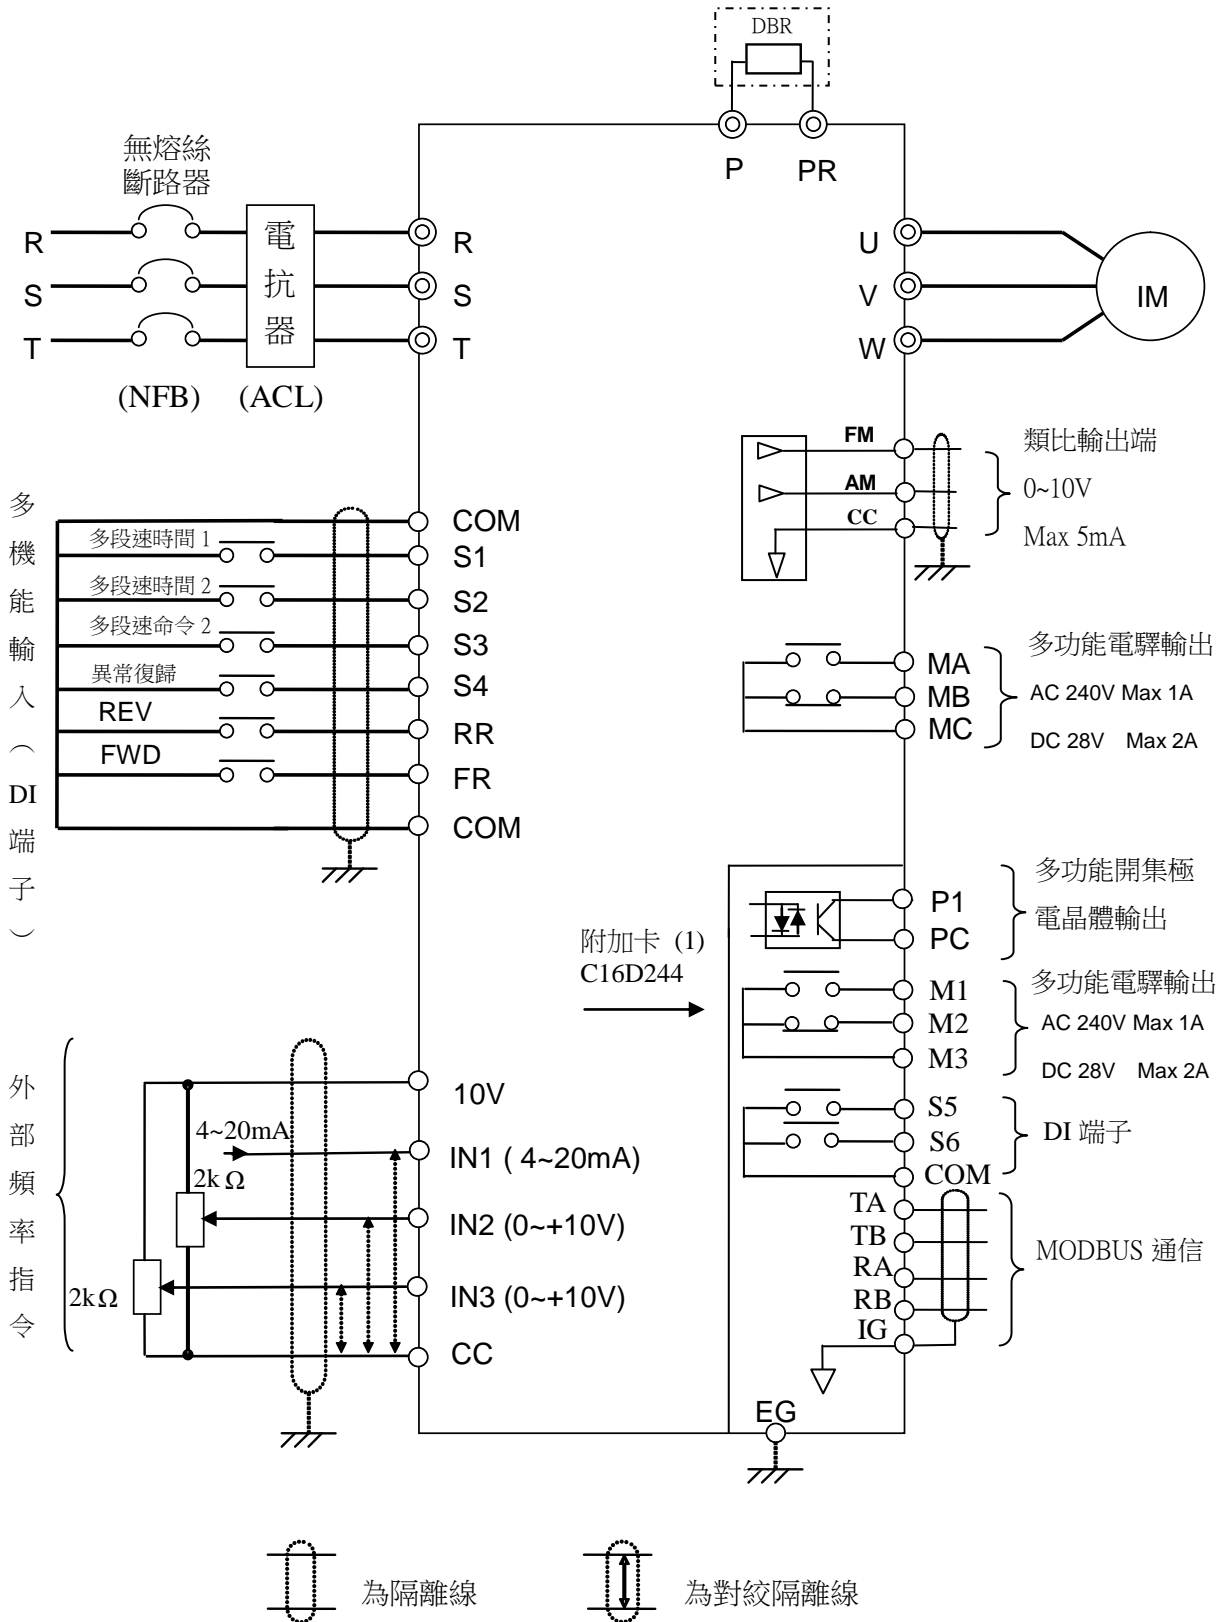 DBR
P
PR
無熔絲
斷路器
R
S
T
電抗器
R
S
T
(NFB)
(ACL)
U
V
W
IM
FM
AM
CC
類比輸出端
0~10V
Max 5mA
多機能輸入（DI端子）
COM
多段速時間 1
S1
多段速時間 2
S2
多段速命令 2
S3
異常復歸
S4
REV
RR
FWD
FR
COM
MA
MB
MC
多功能電驛輸出
AC 240V Max 1A
DC 28V Max 2A
附加卡 (1)
C16D244
P1
PC
多功能開集極
電晶體輸出
M1
M2
M3
多功能電驛輸出
AC 240V Max 1A
DC 28V Max 2A
S5
S6
COM
DI 端子
TA
TB
RA
RB
IG
MODBUS 通信
EG
外部頻率指令
10V
4~20mA
IN1 ( 4~20mA)
2kΩ
IN2 (0~+10V)
2kΩ
IN3 (0~+10V)
CC
為隔離線
為對絞隔離線